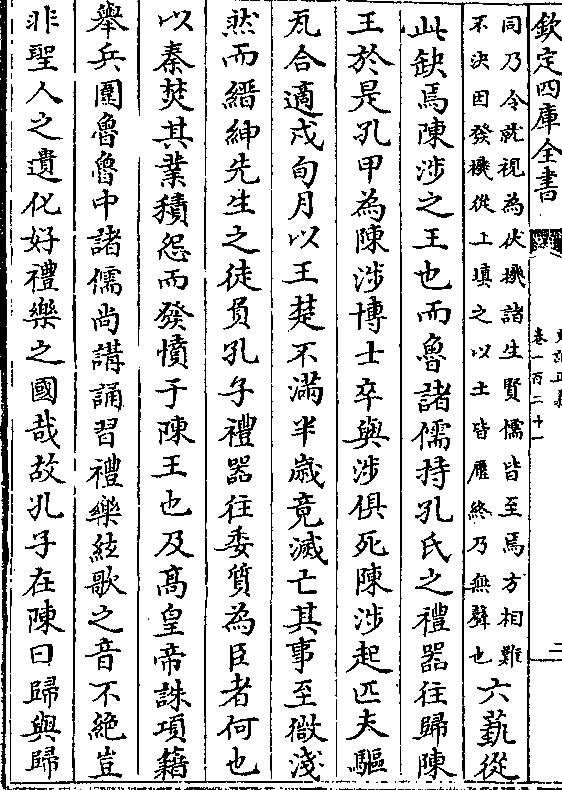 欽定四庫全書
史記正義
卷一百二十一
二
同乃令就視為伏機諸生賢儒皆至焉方相難
不決因發機從上填之以土皆壓終乃無聲也
六藝從
此缺焉陳涉之王也而魯諸儒持孔氏之禮器往歸陳
王於是孔甲為陳涉博士卒與涉俱死陳涉起匹夫驅
瓦合適戍旬月以王楚不滿半歲竟滅亡其事至微淺
然而縉紳先生之徒負孔子禮器往委質為臣者何也
以秦焚其業積怨而發憤于陳王也及高皇帝誅項籍
舉兵圍魯魯中諸儒尚講誦習禮樂絃歌之音不絕豈
非聖人之遺化好禮樂之國哉故孔子在陳曰歸與歸